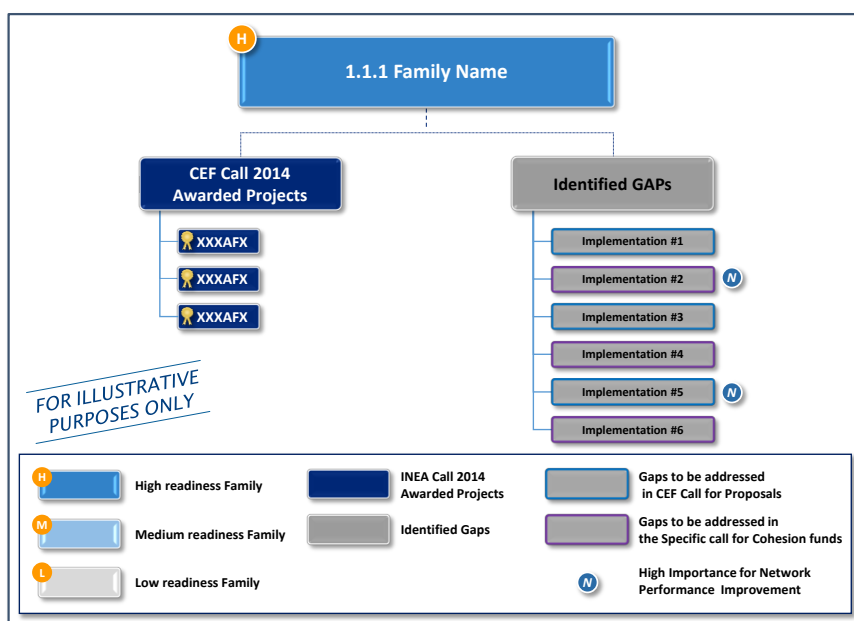 H
1.1.1 Family Name
CEF Call 2014
Awarded Projects
XXXAFX
XXXAFX
XXXAFX
Identified GAPs
Implementation #1
Implementation #2
N
Implementation #3
Implementation #4
Implementation #5
N
Implementation #6
FOR ILLUSTRATIVE
PURPOSES ONLY
H
High readiness Family
M
Medium readiness Family
L
Low readiness Family
INEA Call 2014
Awarded Projects
Identified Gaps
Gaps to be addressed
in CEF Call for Proposals
Gaps to be addressed in
the Specific call for Cohesion funds
N
High Importance for Network
Performance Improvement